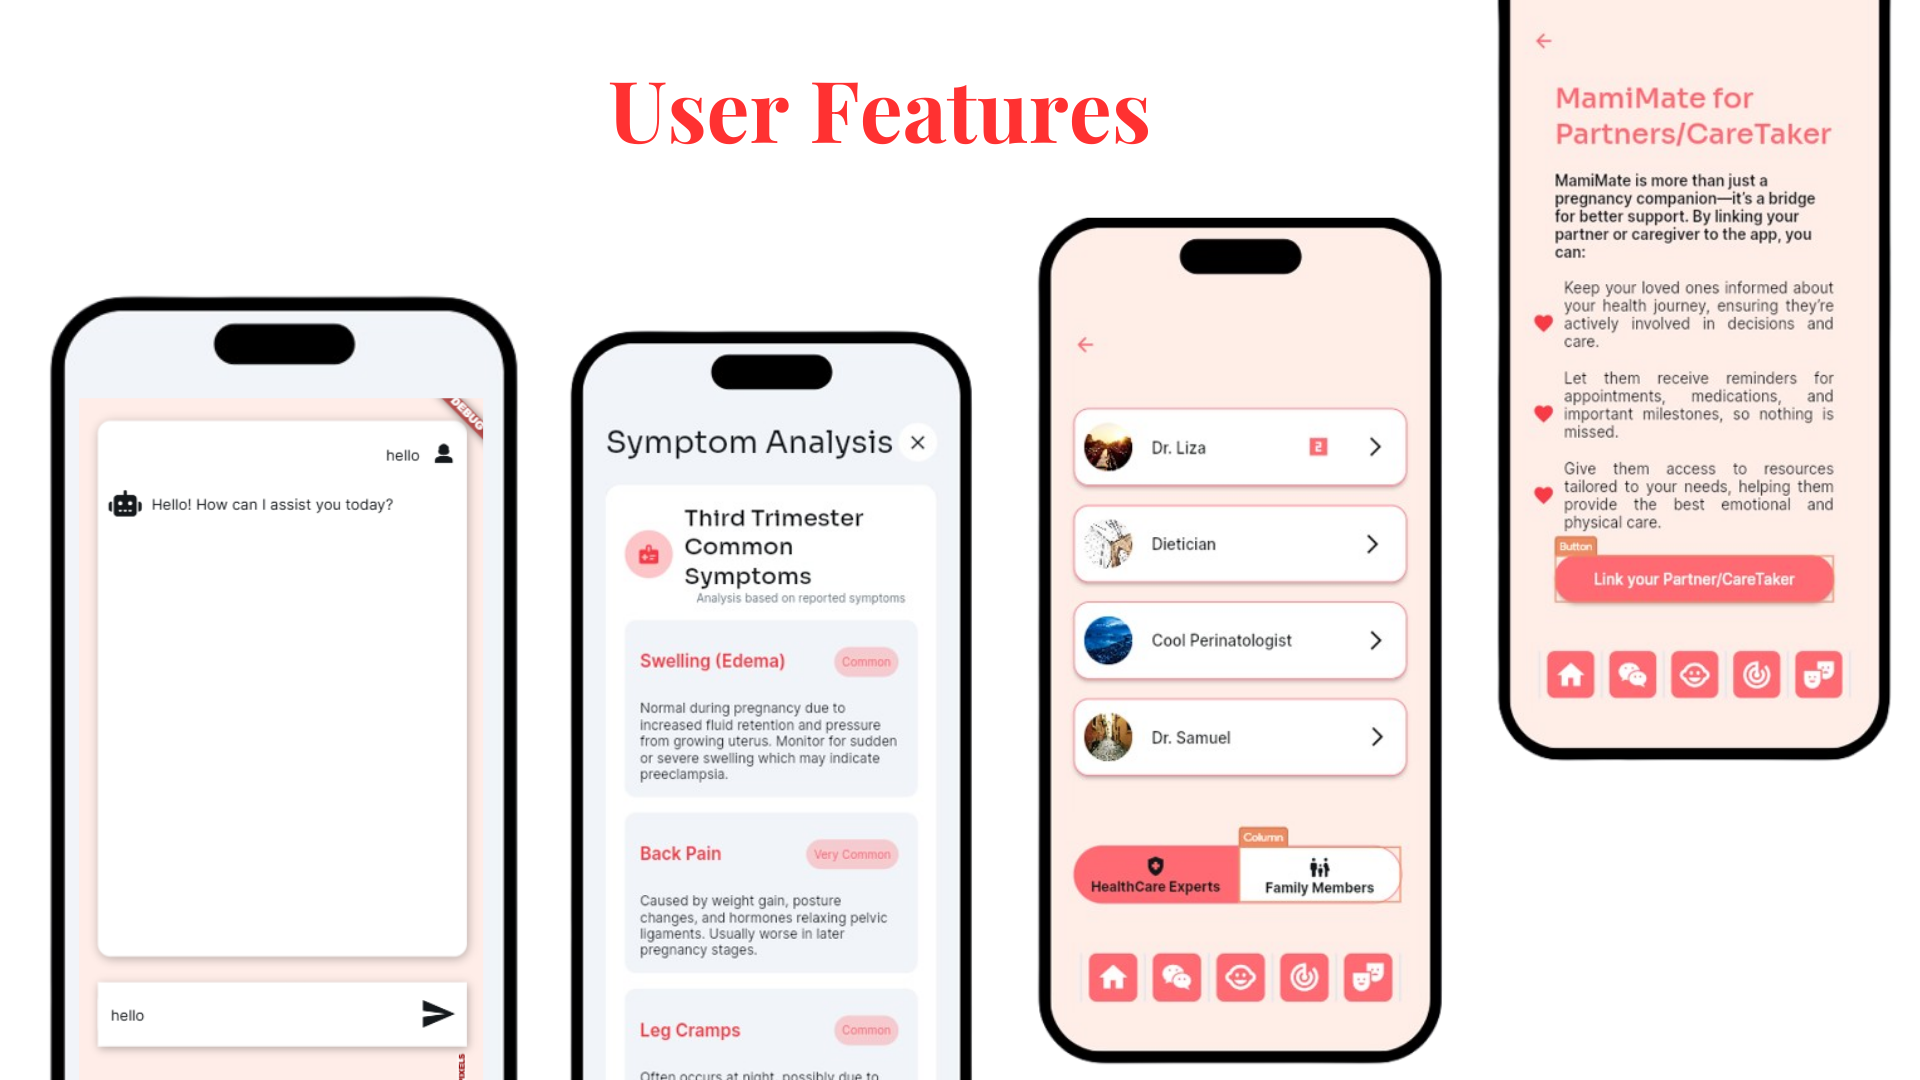 User Features
hello
Hello! How can I assist you today?
hello
DEBUG
Symptom Analysis
Third Trimester
Common
Symptoms
Analysis based on reported symptoms
Swelling (Edema)
Common
Normal during pregnancy due to
increased fluid retention and pressure
from growing uterus. Monitor for sudden
or severe swelling which may indicate
preeclampsia.
Back Pain
Very Common
Caused by weight gain, posture
changes, and hormones relaxing pelvic
ligaments. Usually worse in later
pregnancy stages.
Leg Cramps
Common
Often occurs at night, possibly due to
Dr. Liza
2
Dietician
Cool Perinatologist
Dr. Samuel
Column
HealthCare Experts
Family Members
MamiMate for
Partners/CareTaker
MamiMate is more than just a
pregnancy companion—it's a bridge
for better support. By linking your
partner or caregiver to the app, you
can:
Keep your loved ones informed about
your health journey, ensuring they're
actively involved in decisions and
care.
Let them receive reminders for
appointments, medications, and
important milestones, so nothing is
missed.
Give them access to resources
tailored to your needs, helping them
provide the best emotional and
physical care.
Button
Link your Partner/CareTaker